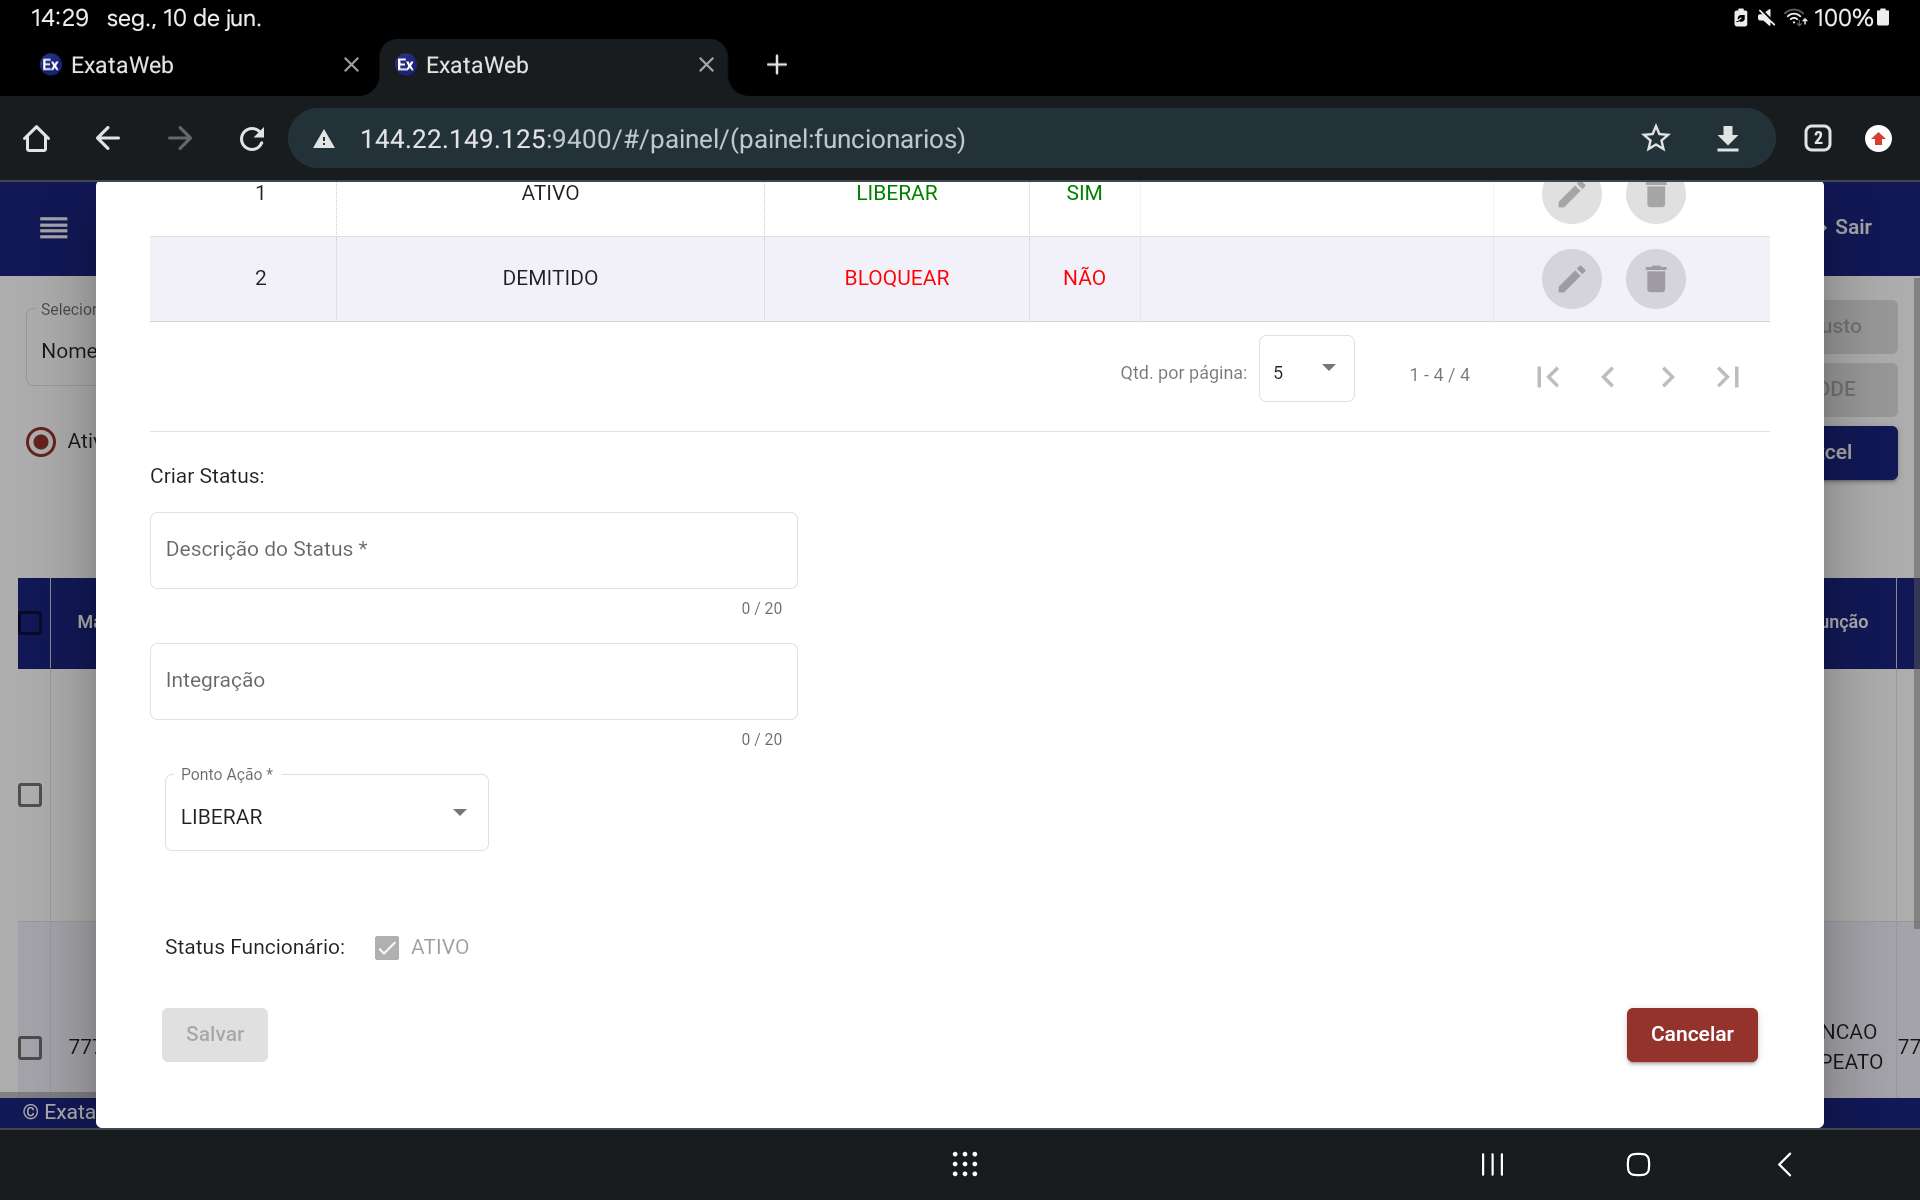 14:29 seg., 10 de jun.
100%
Ex ExataWeb
Ex ExataWeb
144.22.149.125:9400/#/painel/(painel:funcionarios)
2
1 ATIVO LIBERAR SIM
Sair
2 DEMITIDO BLOQUEAR NÃO
Selecion
Nome
usto
Qtd. por página: 5 1 - 4 / 4
ODE
Ativ
cel
Criar Status:
Descrição do Status *
0 / 20
Ma
unção
Integração
0 / 20
Ponto Ação *
LIBERAR
Status Funcionário: ATIVO
Salvar
Cancelar
777
NCAO
PEATO
77
© Exata